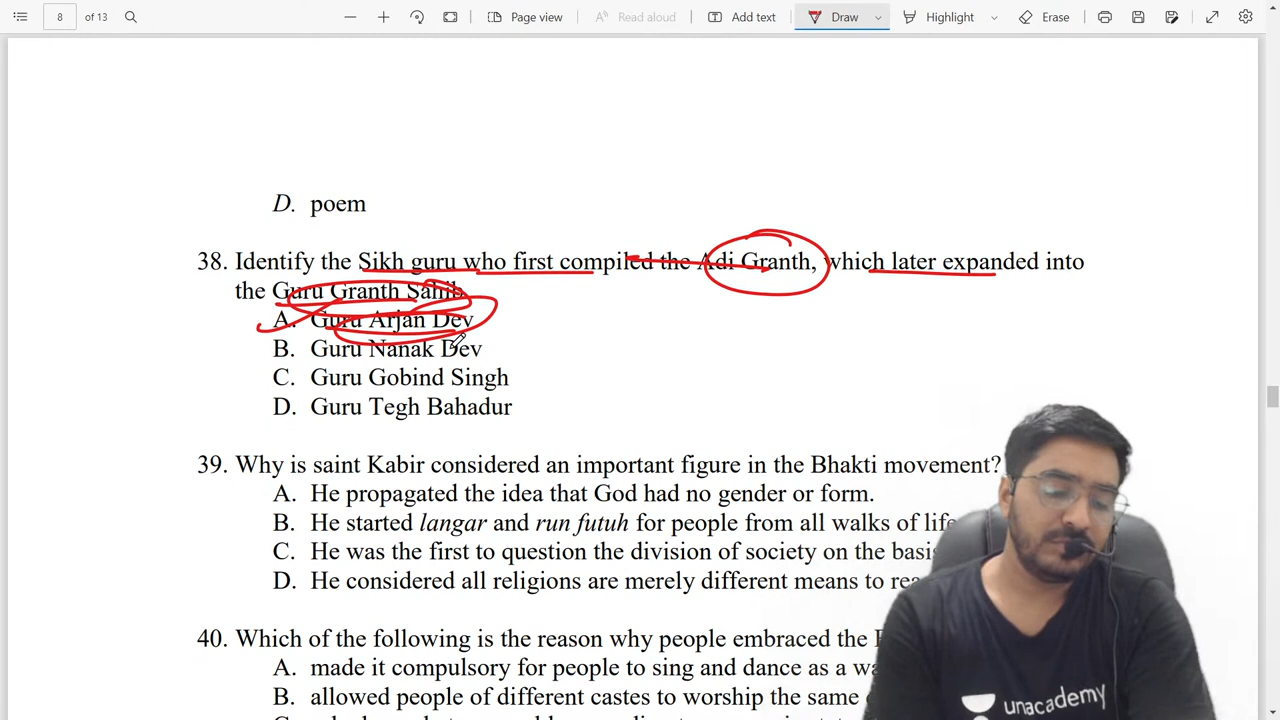 8 of 13 Page view Read aloud Add text Draw Highlight Erase
D. poem
38. Identify the Sikh guru who first compiled the Adi Granth, which later expanded into
the Guru Granth Sahib.
A. Guru Arjan Dev
B. Guru Nanak Dev
C. Guru Gobind Singh
D. Guru Tegh Bahadur
39. Why is saint Kabir considered an important figure in the Bhakti movement?
A. He propagated the idea that God had no gender or form.
B. He started langar and run futuh for people from all walks of life
C. He was the first to question the division of society on the basis
D. He considered all religions are merely different means to
40. Which of the following is the reason why people embraced the
A. made it compulsory for people to sing and dance as a
B. allowed people of different castes to worship the same
unacademy